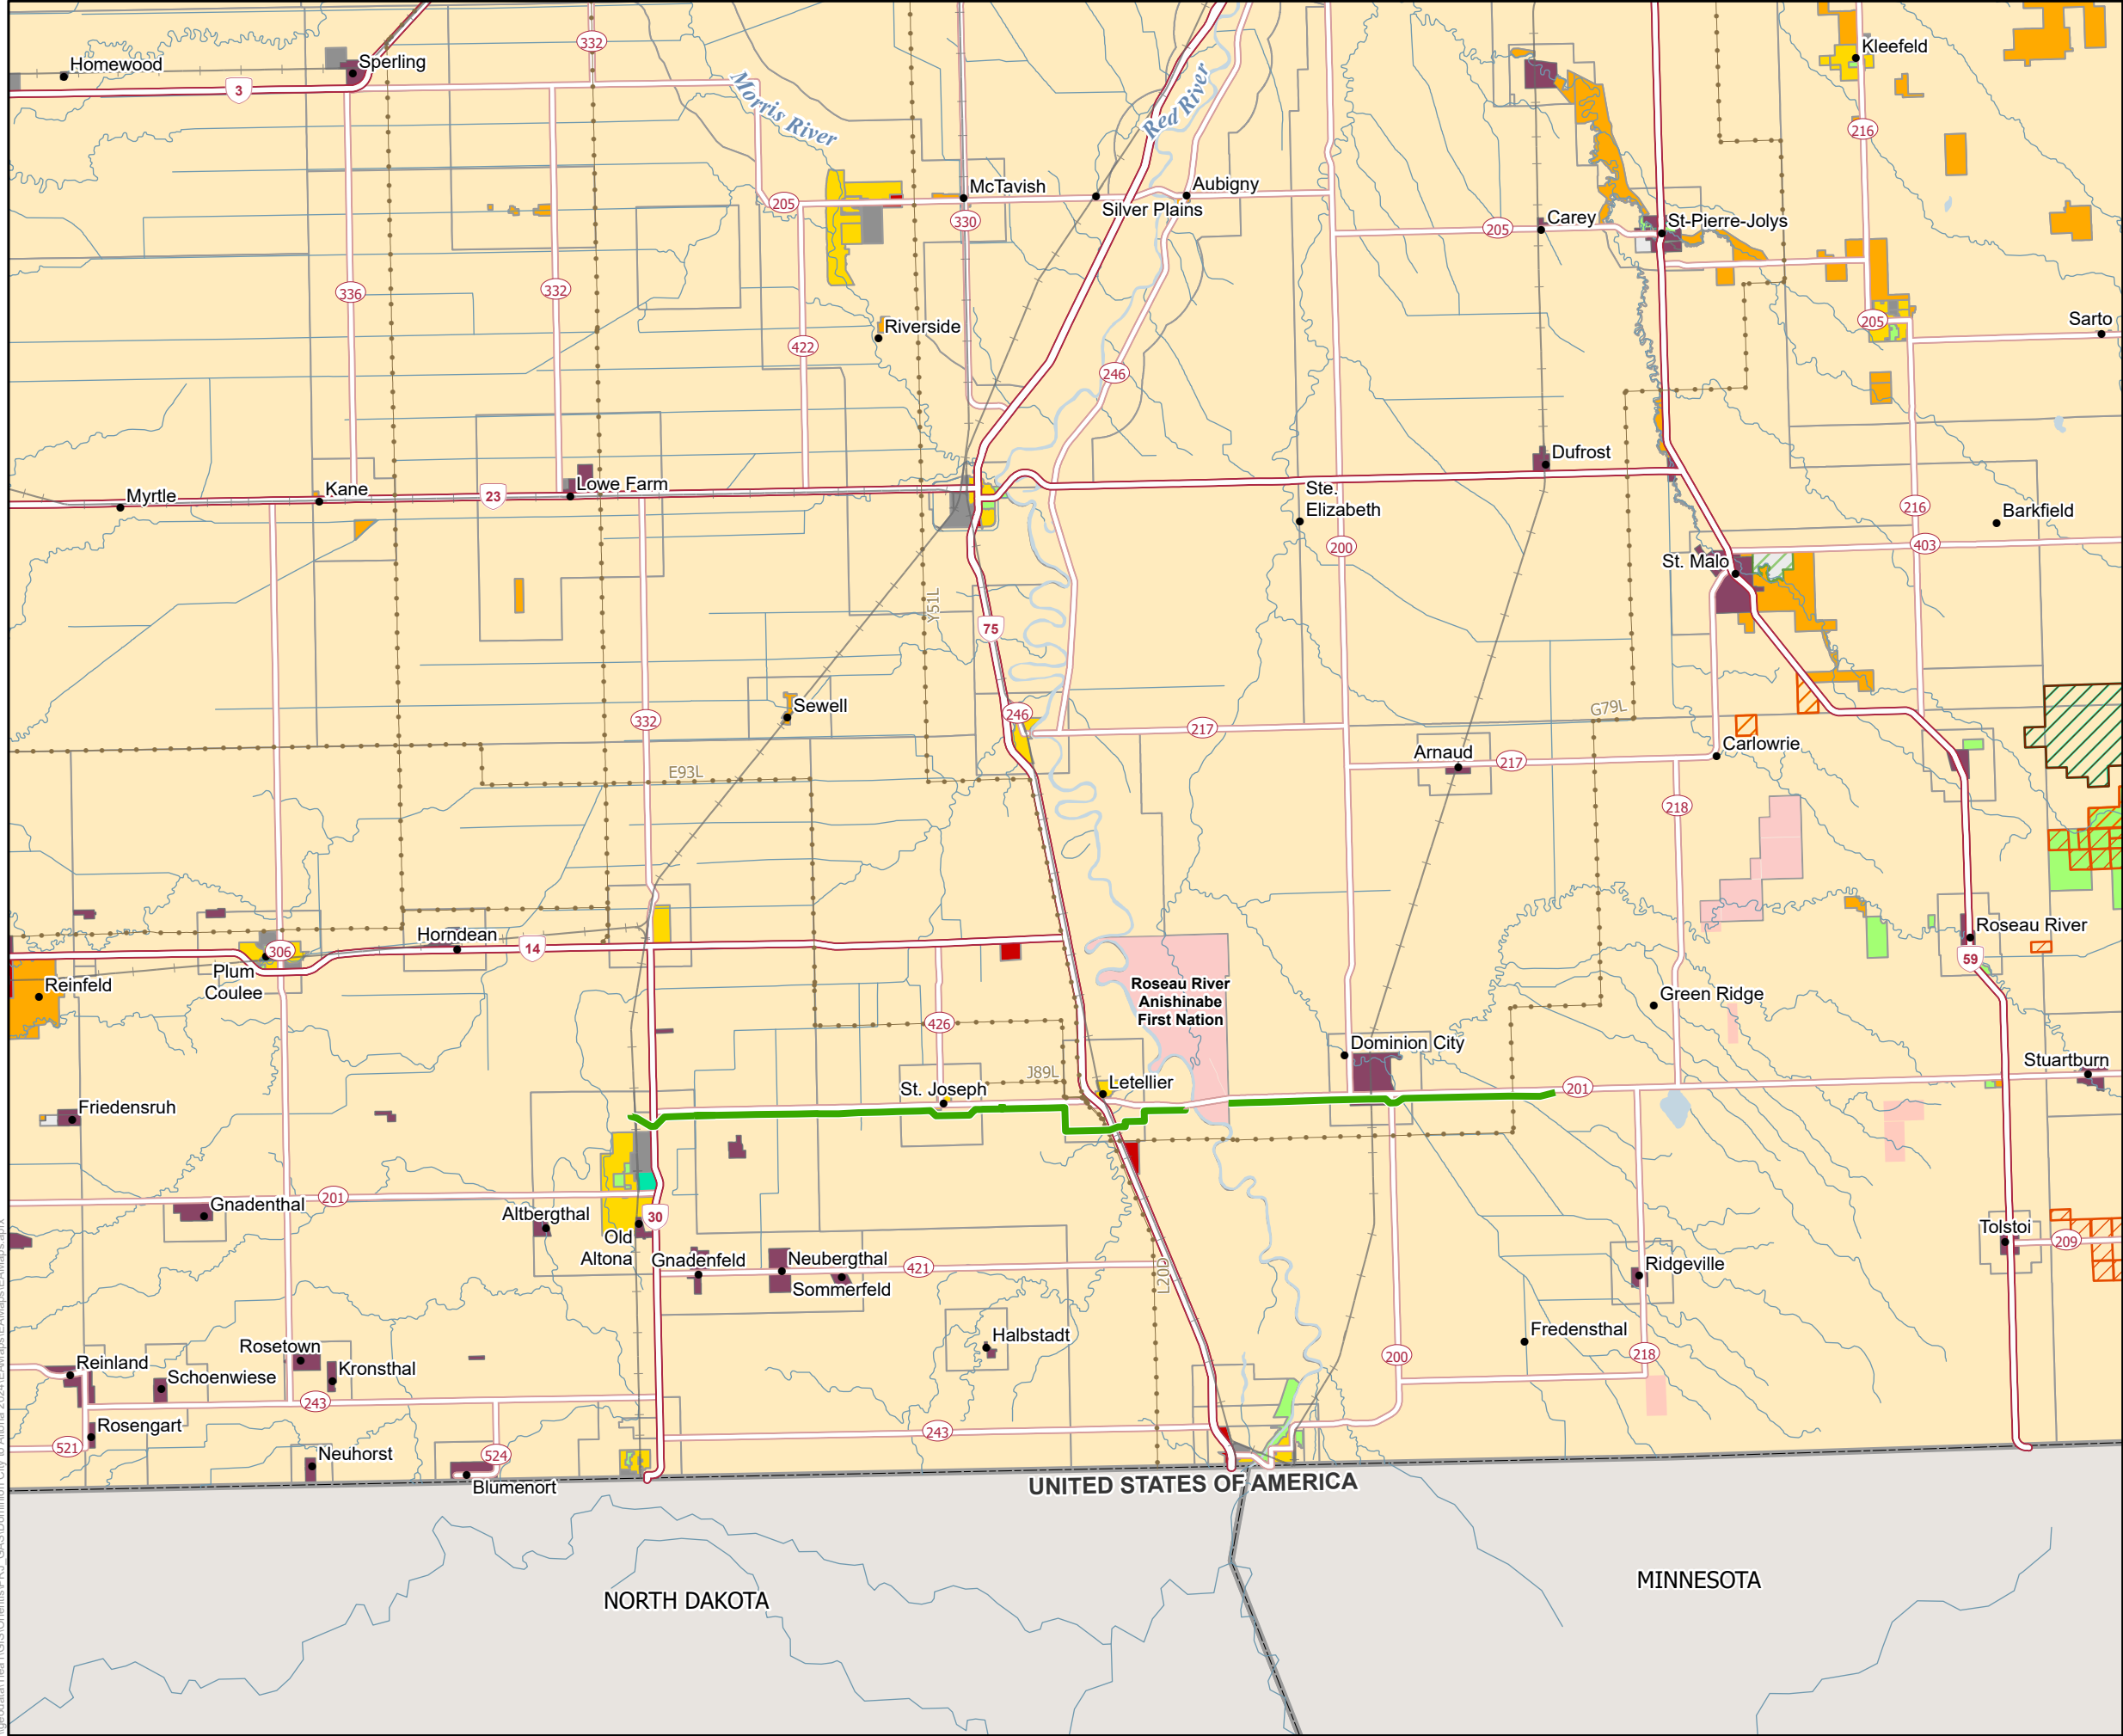 332
Kleefeld
Homewood
Sperling
3
Morris River
Red River
216
McTavish
Aubigny
205
Silver Plains
330
Carey
St-Pierre-Jolys
205
336
332
Riverside
422
205
Sarto
246
Dufrost
Lowe Farm
Myrtle
Kane
23
Ste.
Elizabeth
216
Barkfield
200
403
St. Malo
Y51L
75
Sewell
246
G79L
332
217
Arnaud
Carlowrie
217
E93L
218
Roseau River
Horndean
14
306
59
Plum
Coulee
Reinfeld
Roseau River
Anishinabe
First Nation
Green Ridge
426
Dominion City
Stuartburn
J89L
Letellier
St. Joseph
201
Friedensruh
201
Gnadenthal
Altbergthal
30
Old
Altona
Tolstoi
209
Gnadenfeld
Neubergthal
421
Sommerfeld
L20D
Ridgeville
Fredensthal
Halbstadt
Rosetown
Reinland
Kronsthal
Schoenwiese
200
218
243
Rosengart
243
521
524
Neuhorst
Blumenort
UNITED STATES OF AMERICA
MINNESOTA
NORTH DAKOTA